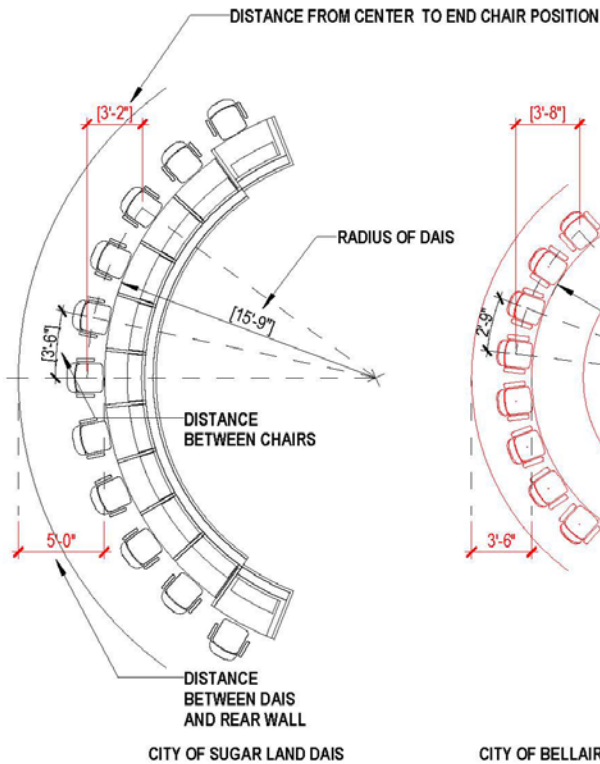 DISTANCE FROM CENTER TO END CHAIR POSITION
[3'-2"]
[3'-8"]
RADIUS OF DAIS
[15'-9"]
[3'-6"]
2'-9"
DISTANCE
BETWEEN CHAIRS
5'-0"
3'-6"
DISTANCE
BETWEEN DAIS
AND REAR WALL
CITY OF SUGAR LAND DAIS
CITY OF BELLAIR